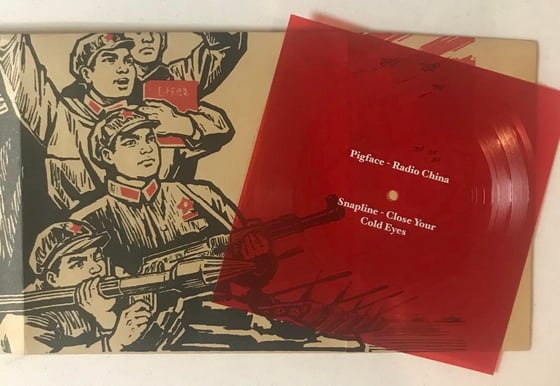 Pigface - Radio China
Snapline - Close Your
Cold Eyes